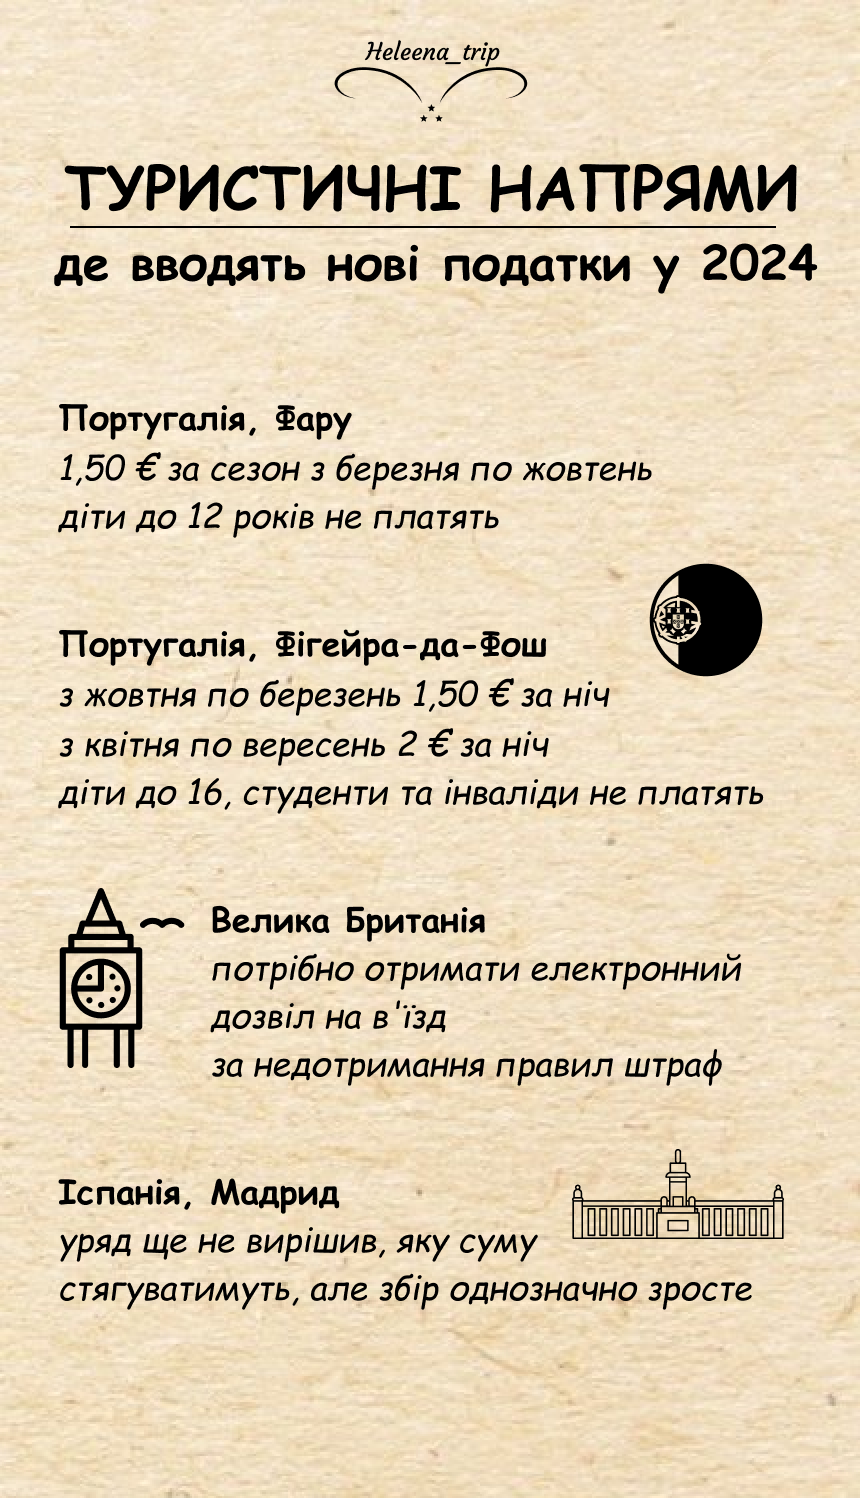 Heleena_trip
ТУРИСТИЧНІ НАПРЯМИ
де вводять нові податки у 2024
Португалія, Фару
1,50 € за сезон з березня по жовтень
діти до 12 років не платять
Португалія, Фігейра-да-Фош
з жовтня по березень 1,50 € за ніч
з квітня по вересень 2 € за ніч
діти до 16, студенти та інваліди не платять
Велика Британія
потрібно отримати електронний
дозвіл на в'їзд
за недотримання правил штраф
Іспанія, Мадрид
уряд ще не вирішив, яку суму
стягуватимуть, але збір однозначно зросте